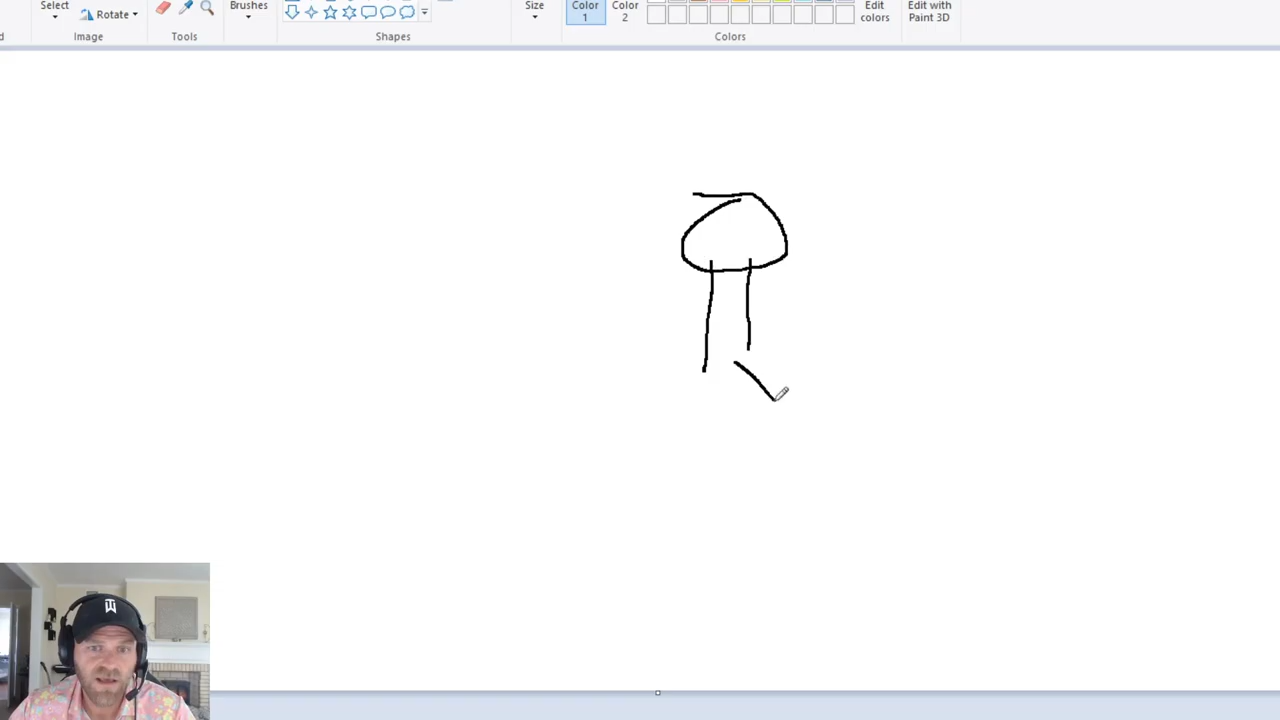 Select
Rotate
Image
Tools
Brushes
Shapes
Size
Color
1
Color
2
Colors
Edit
colors
Edit with
Paint 3D